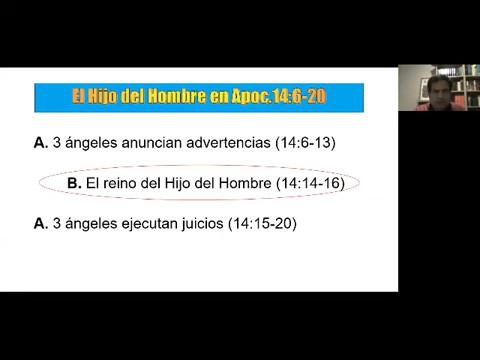 El Hijo del Hombre en Apoc.14:6-20
A. 3 ángeles anuncian advertencias (14:6-13)
B. El reino del Hijo del Hombre (14:14-16)
A. 3 ángeles ejecutan juicios (14:15-20)